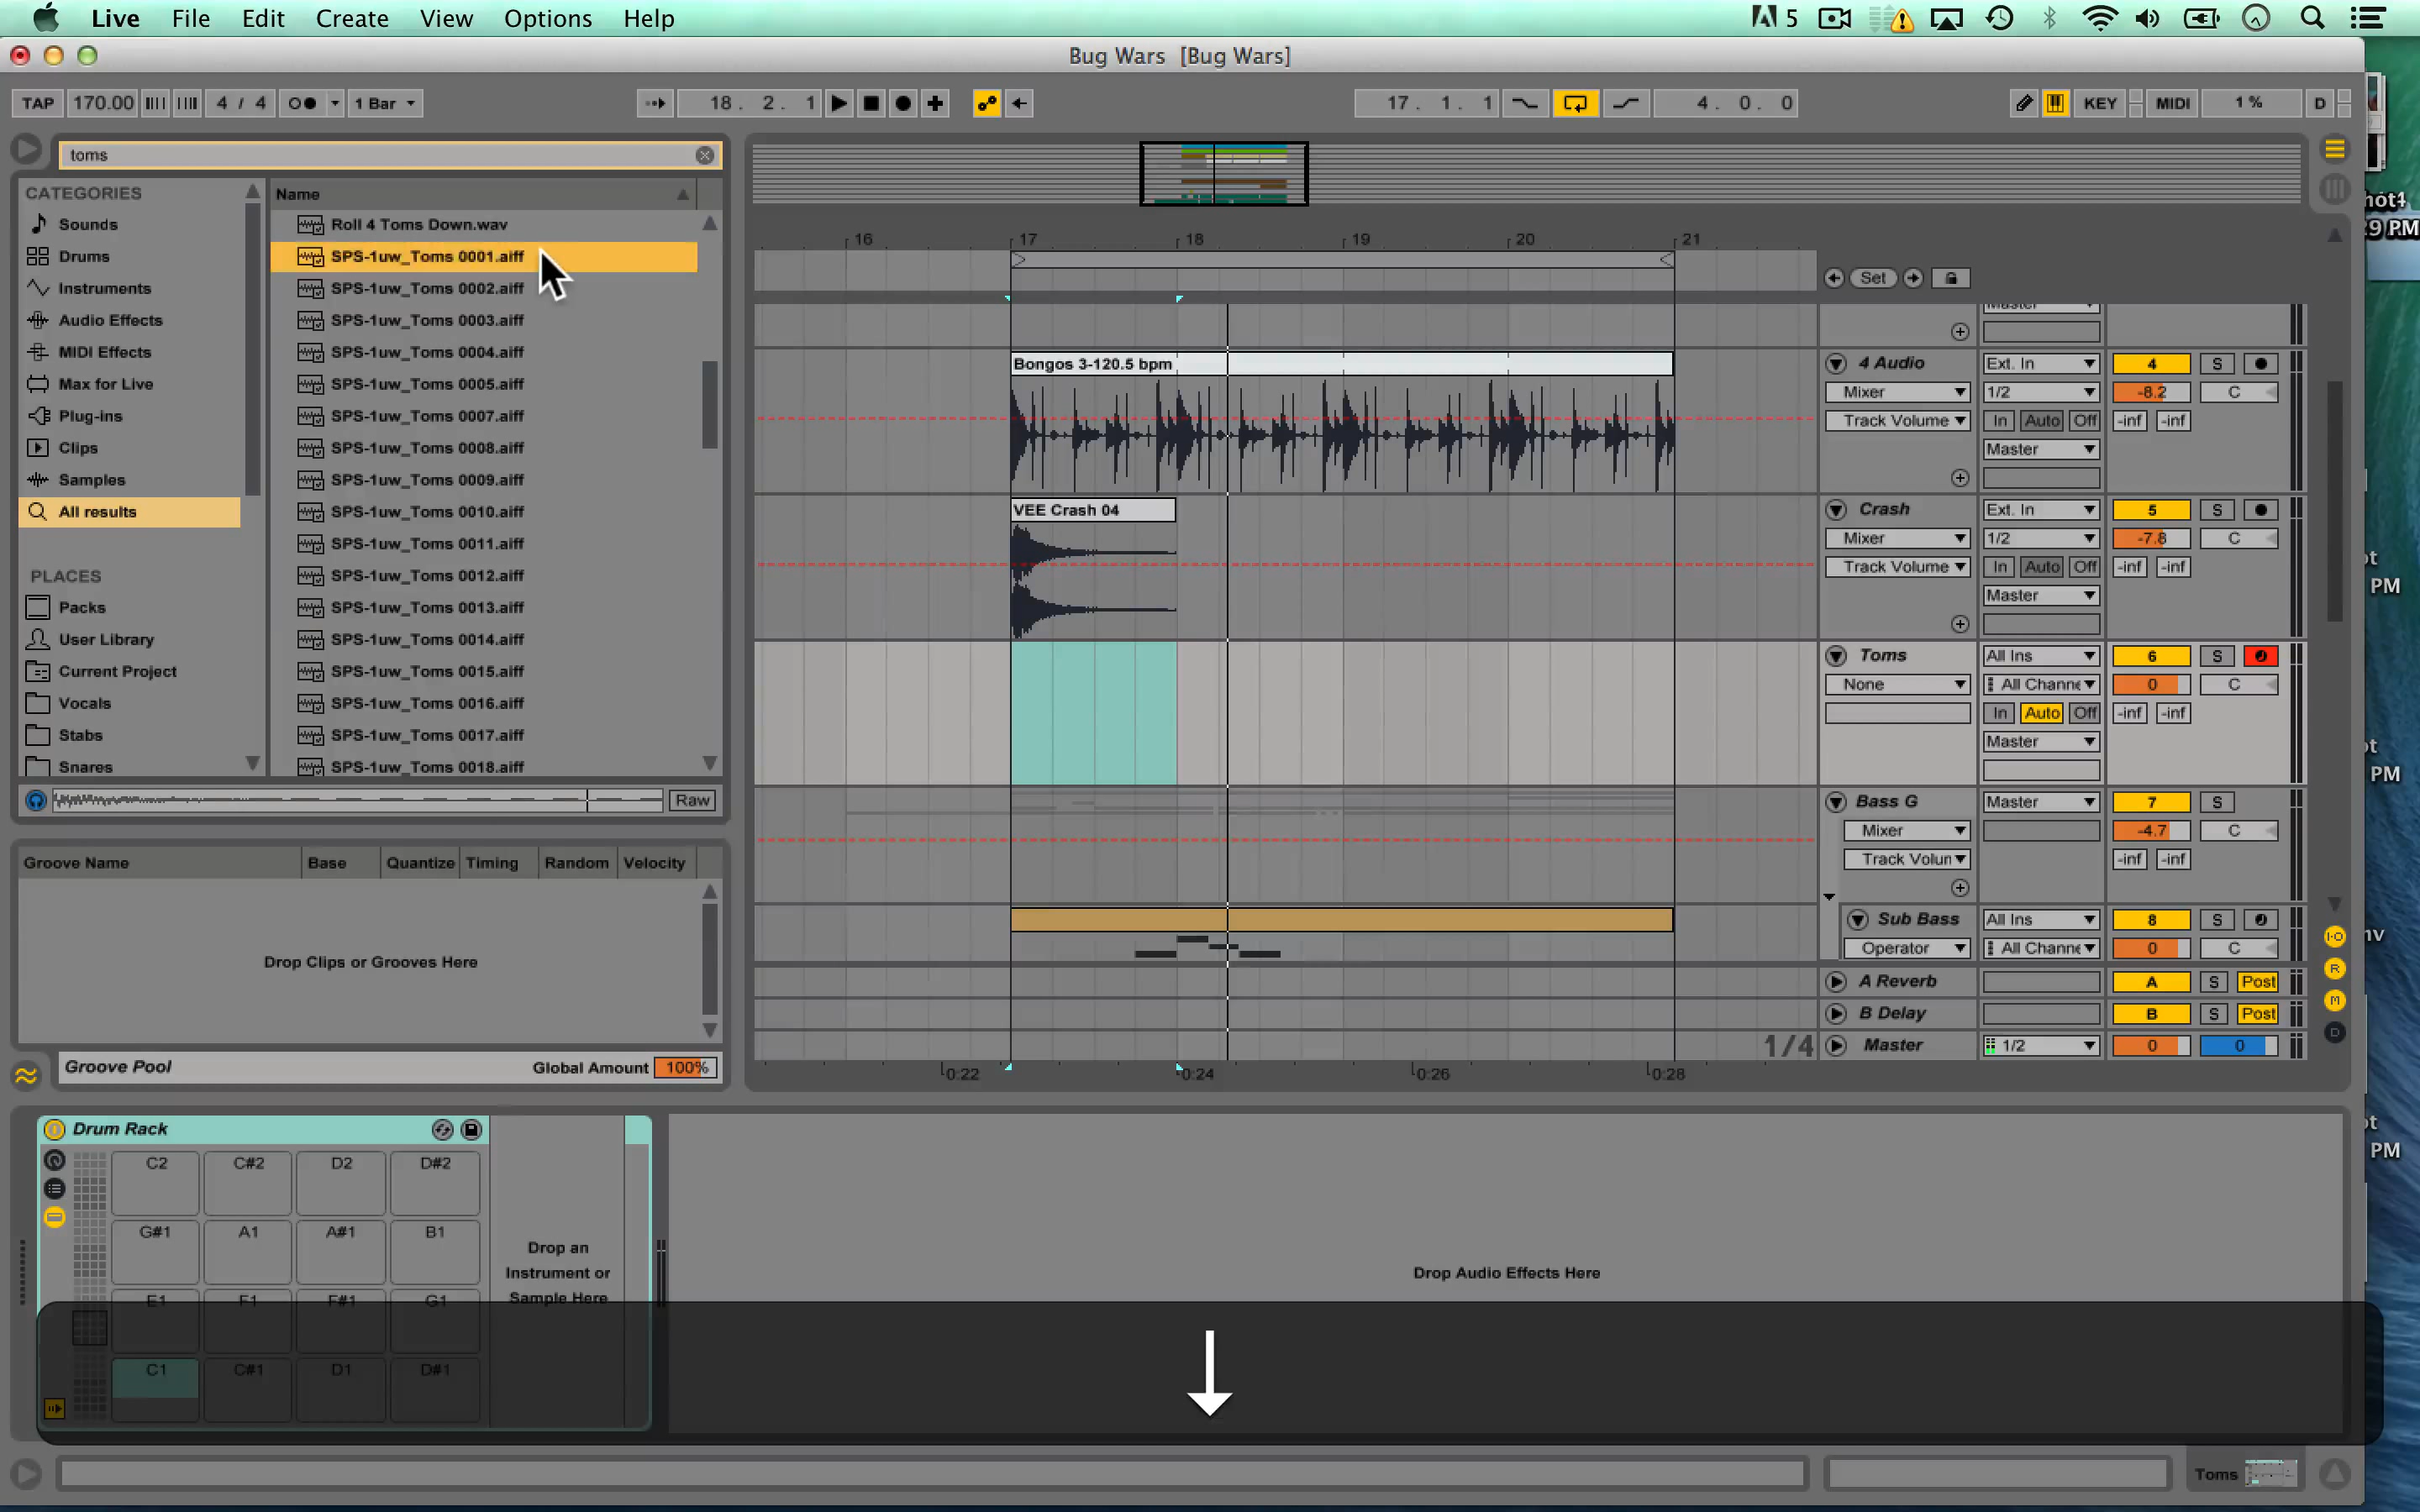 Live File Edit Create View Options Help
5
Bug Wars [Bug Wars]
TAP 170.00 4 / 4 1 Bar
18. 2. 1
17. 1. 1
4. 0. 0
KEY MIDI 1 % D
toms
CATEGORIES
Sounds
Drums
Instruments
Audio Effects
MIDI Effects
Max for Live
Plug-ins
Clips
Samples
All results
PLACES
Packs
User Library
Current Project
Vocals
Stabs
Snares
Name
Roll 4 Toms Down.wav
SPS-1uw_Toms 0001.aiff
SPS-1uw_Toms 0002.aiff
SPS-1uw_Toms 0003.aiff
SPS-1uw_Toms 0004.aiff
SPS-1uw_Toms 0005.aiff
SPS-1uw_Toms 0007.aiff
SPS-1uw_Toms 0008.aiff
SPS-1uw_Toms 0009.aiff
SPS-1uw_Toms 0010.aiff
SPS-1uw_Toms 0011.aiff
SPS-1uw_Toms 0012.aiff
SPS-1uw_Toms 0013.aiff
SPS-1uw_Toms 0014.aiff
SPS-1uw_Toms 0015.aiff
SPS-1uw_Toms 0016.aiff
SPS-1uw_Toms 0017.aiff
SPS-1uw_Toms 0018.aiff
Raw
Groove Name Base Quantize Timing Random Velocity
Drop Clips or Grooves Here
Groove Pool Global Amount 100%
16 17 18 19 20 21
Set
Bongos 3-120.5 bpm
4 Audio Ext. In 4 S
Mixer 1/2 -8.2 C
Track Volume In Auto Off -inf -inf
Master
VEE Crash 04
Crash Ext. In 5 S
Mixer 1/2 -7.8 C
Track Volume In Auto Off -inf -inf
Master
Toms All Ins 6 S
None All Channe 0 C
In Auto Off -inf -inf
Master
Bass G Master 7 S
Mixer -4.7 C
Track Volun -inf -inf
Sub Bass All Ins 8 S
Operator All Channe 0 C
A Reverb A S Post
B Delay B S Post
1/4 Master 1/2 0 0
0:22 0:24 0:26 0:28
I·O
R
M
D
Drum Rack
C2 C#2 D2 D#2
G#1 A1 A#1 B1
E1 F1 F#1 G1
C1 C#1 D1 D#1
Drop an
Instrument or
Sample Here
Drop Audio Effects Here
Toms
hot4
29 PM
PM
PM
PM